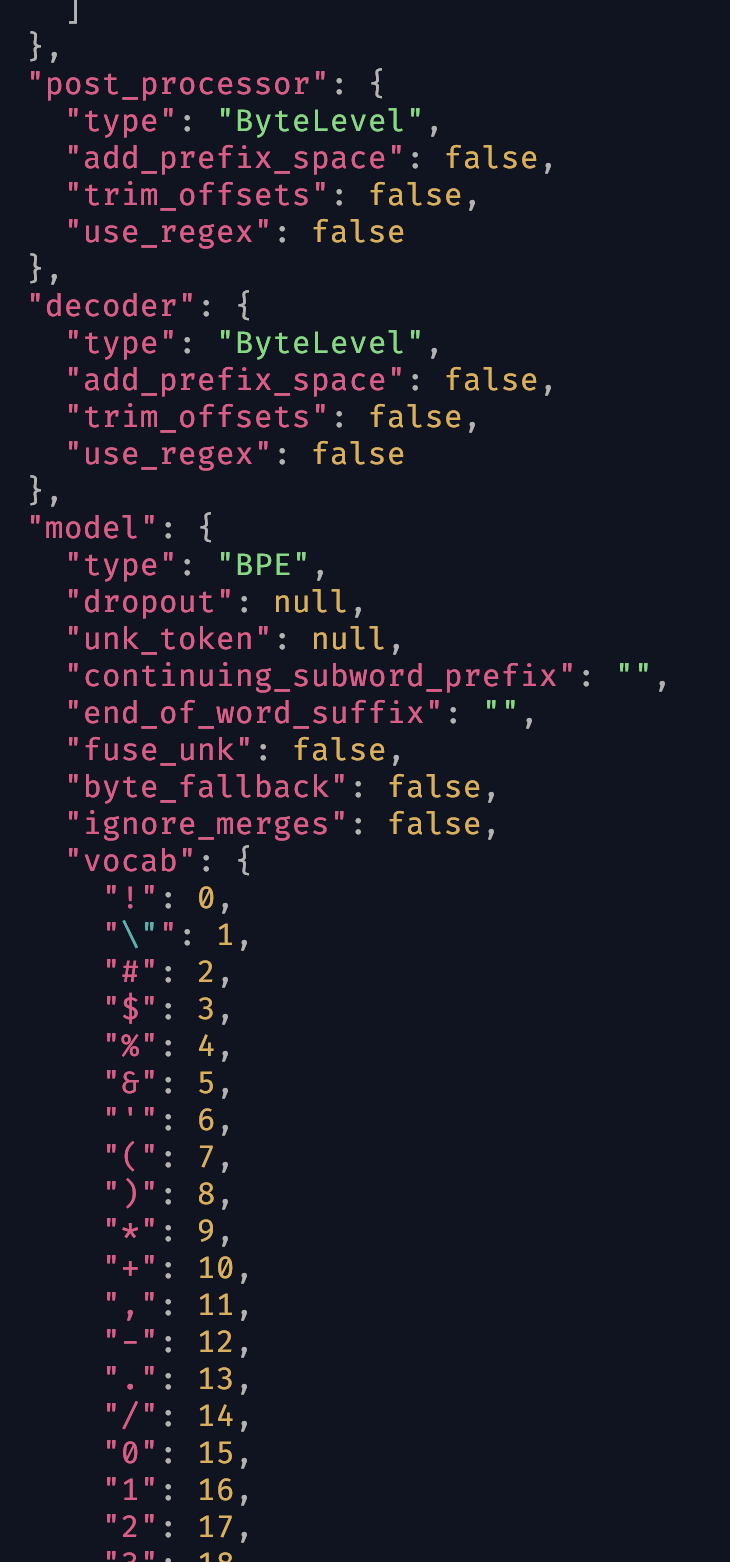 ]
},
"post_processor": {
"type": "ByteLevel",
"add_prefix_space": false,
"trim_offsets": false,
"use_regex": false
},
"decoder": {
"type": "ByteLevel",
"add_prefix_space": false,
"trim_offsets": false,
"use_regex": false
},
"model": {
"type": "BPE",
"dropout": null,
"unk_token": null,
"continuing_subword_prefix": "",
"end_of_word_suffix": "",
"fuse_unk": false,
"byte_fallback": false,
"ignore_merges": false,
"vocab": {
"!": 0,
"\"": 1,
"#": 2,
"$": 3,
"%": 4,
"&": 5,
"'": 6,
"(": 7,
")": 8,
"*": 9,
"+": 10,
",": 11,
"-": 12,
".": 13,
"/": 14,
"0": 15,
"1": 16,
"2": 17,